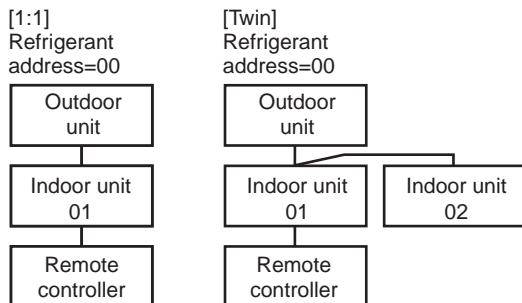 [1:1]
Refrigerant
address=00
Outdoor
unit
Indoor unit
01
Remote
controller
[Twin]
Refrigerant
address=00
Outdoor
unit
Indoor unit
01
Indoor unit
02
Remote
controller